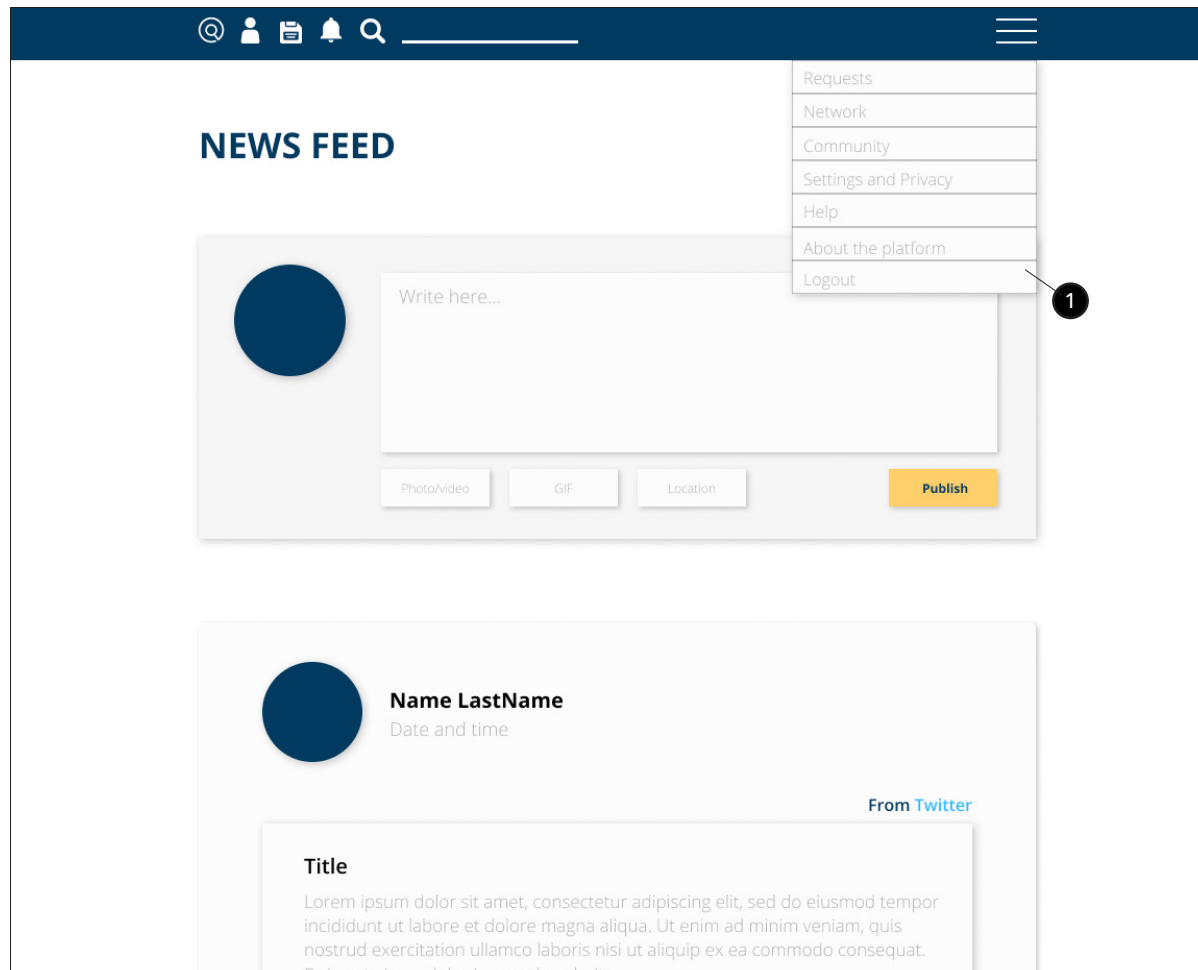 Requests
Network
NEWS FEED
Community
Settings and Privacy
Help
About the platform
Logout
Write here...
1
Photo/video
GIF
Location
Publish
Name LastName
Date and time
From Twitter
Title
Lorem ipsum dolor sit amet, consectetur adipiscing elit, sed do eiusmod tempor
incididunt ut labore et dolore magna aliqua. Ut enim ad minim veniam, quis
nostrud exercitation ullamco laboris nisi ut aliquip ex ea commodo consequat.